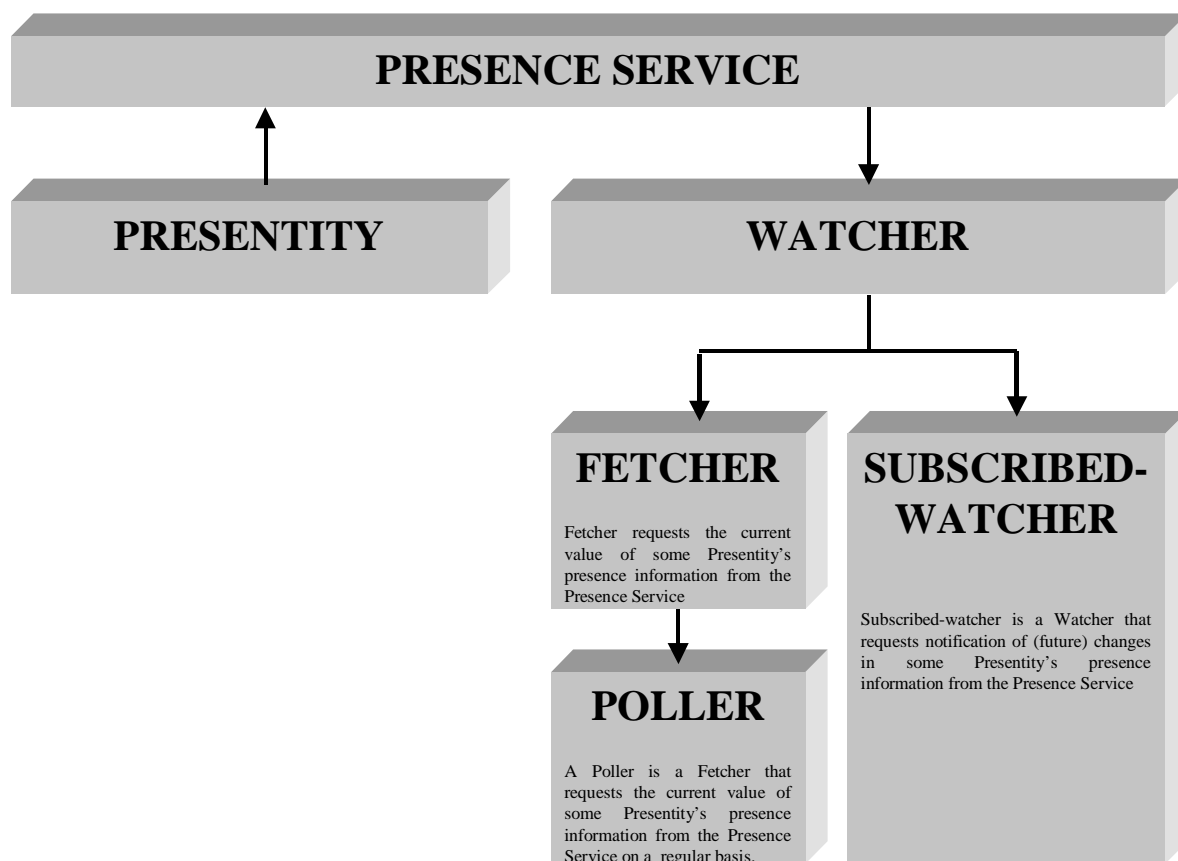 PRESENCE SERVICE
PRESENTITY
WATCHER
FETCHER
Fetcher requests the current
value of some Presentity's
presence information from the
Presence Service
SUBSCRIBED-
WATCHER
Subscribed-watcher is a Watcher that
requests notification of (future) changes
in some Presentity's presence
information from the Presence Service
POLLER
A Poller is a Fetcher that
requests the current value of
some Presentity's presence
information from the Presence
Service on a regular basis.